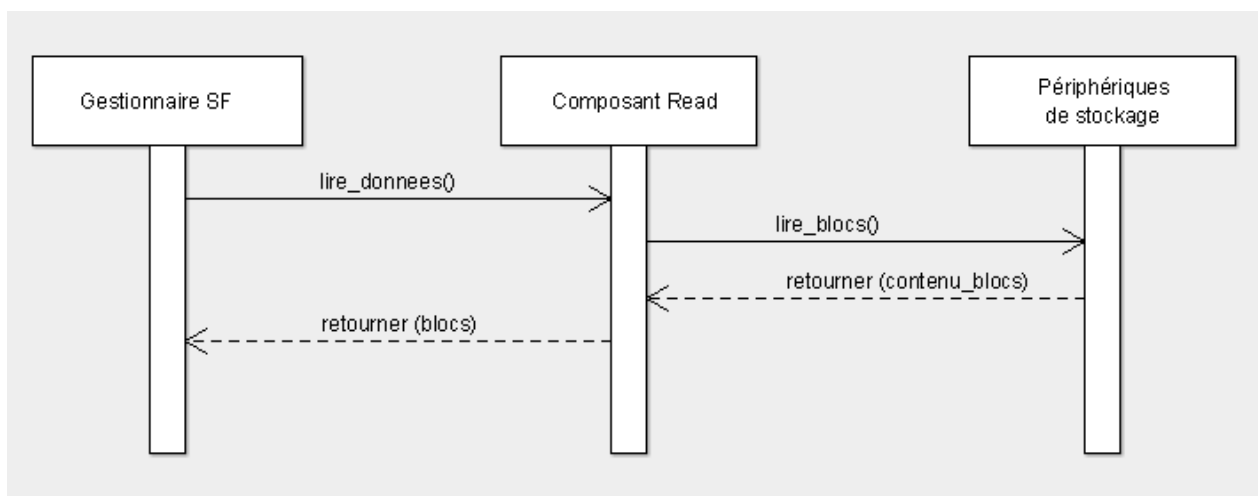 Gestionnaire SF
Composant Read
Périphériques
de stockage
lire_donnees()
lire_blocs()
retourner (contenu_blocs)
retourner (blocs)